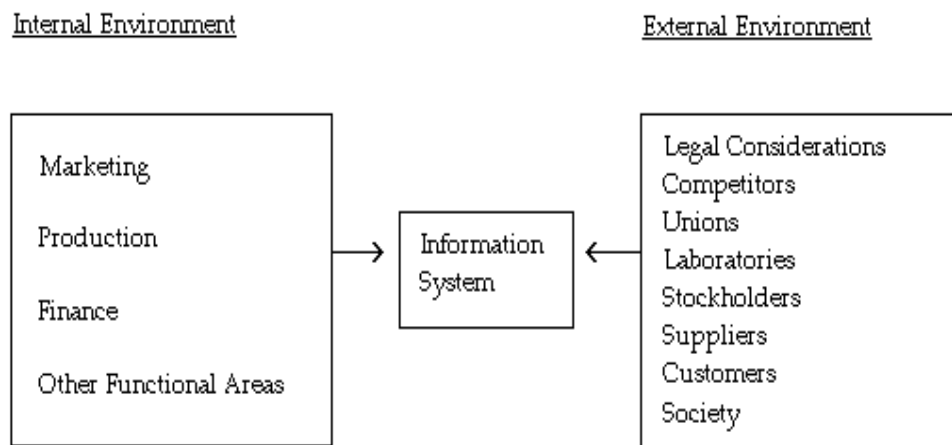 Internal Environment
External Environment
Marketing
Production
Finance
Other Functional Areas
Information
System
Legal Considerations
Competitors
Unions
Laboratories
Stockholders
Suppliers
Customers
Society